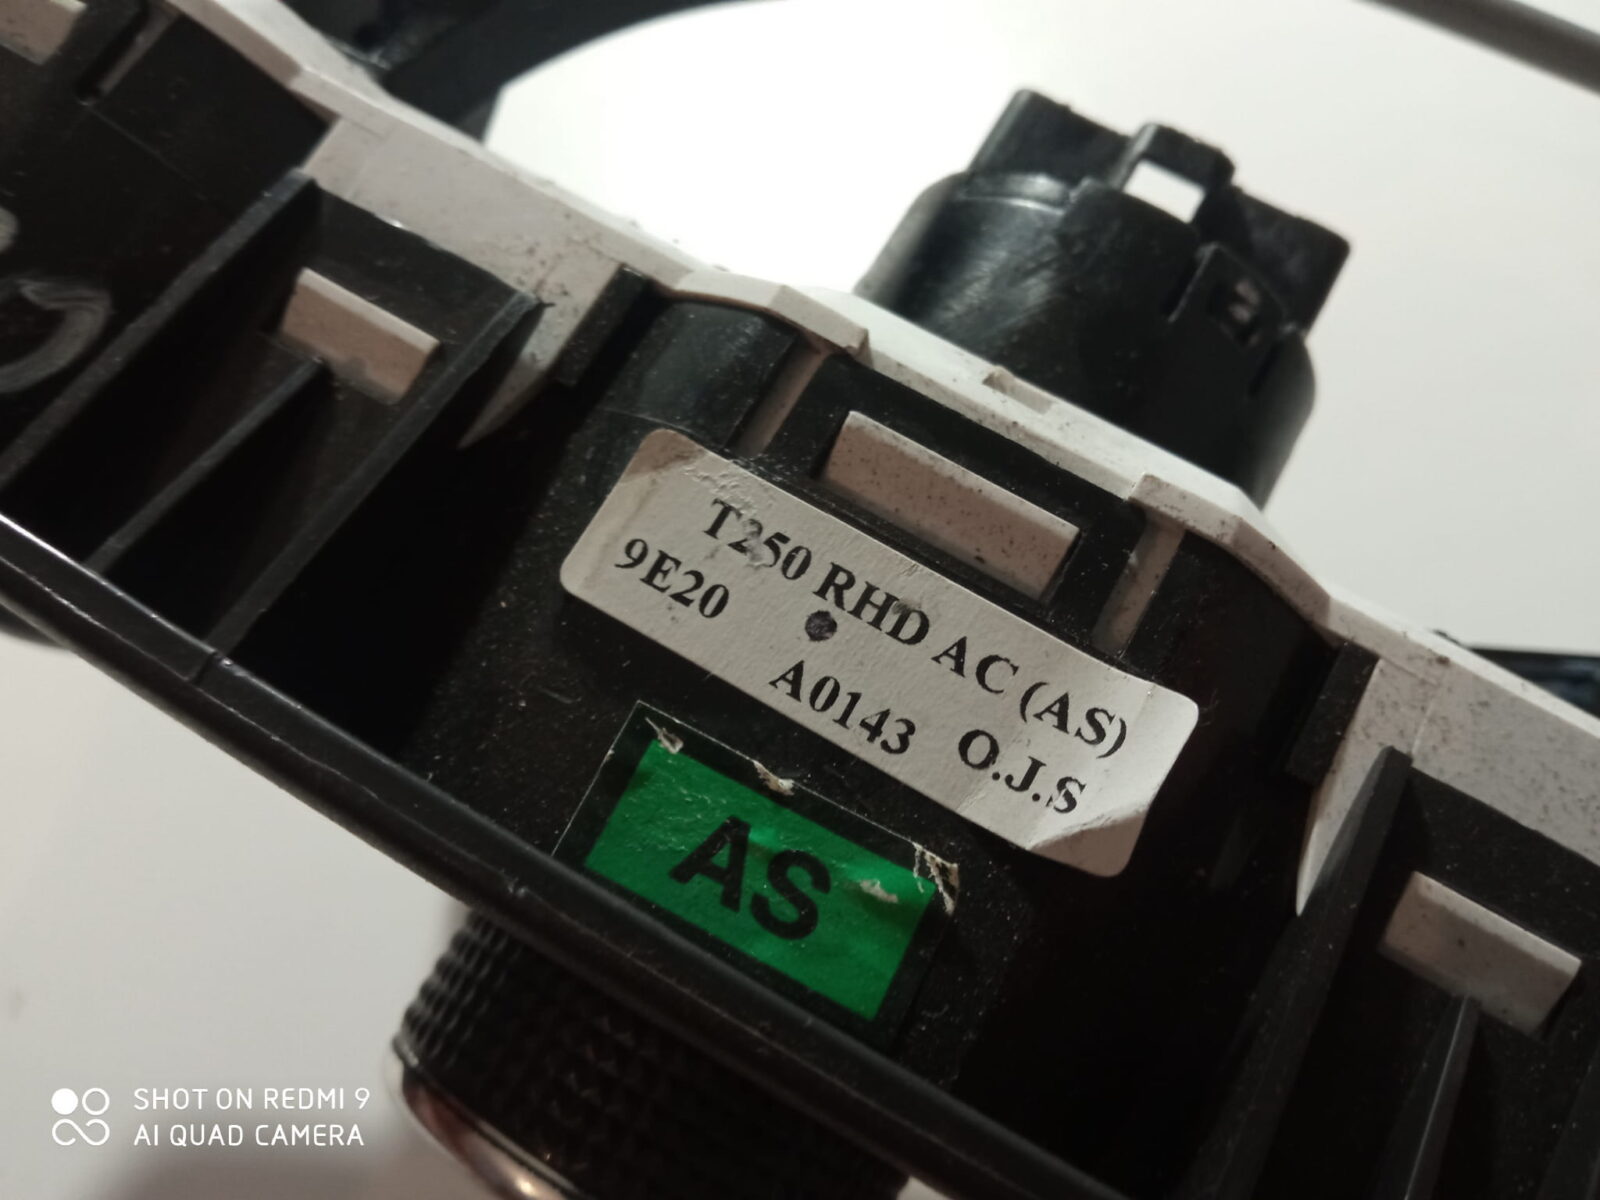 T250 RHD AC (AS)
9E20 A0143 O.J.S
AS
SHOT ON REDMI 9
AI QUAD CAMERA